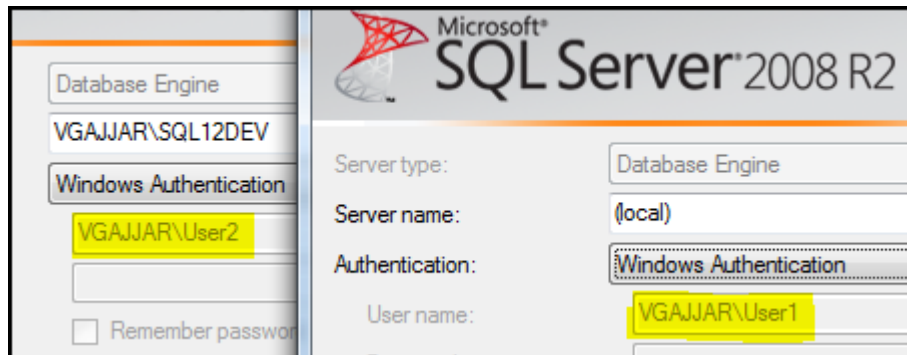 Database Engine
VGAJJAR\SQL12DEV
Windows Authentication
VGAJJAR\User2
Remember
Microsoft®
SQL Server® 2008 R2
Server type:
Database Engine
Server name:
(local)
Authentication:
Windows Authentication
User name:
VGAJJAR\User1